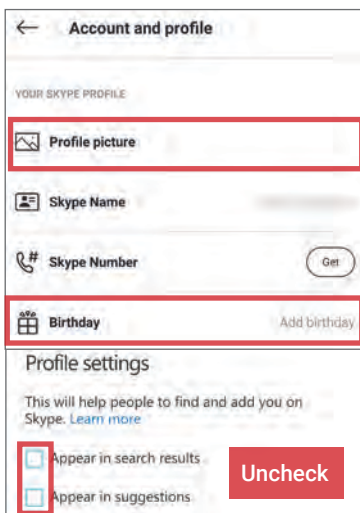 Account and profile
YOUR SKYPE PROFILE
Profile picture
Skype Name
Skype Number
Get
Birthday
Add birthday
Profile settings
This will help people to find and add you on
Skype. Learn more
Appear in search results
Appear in suggestions
Uncheck